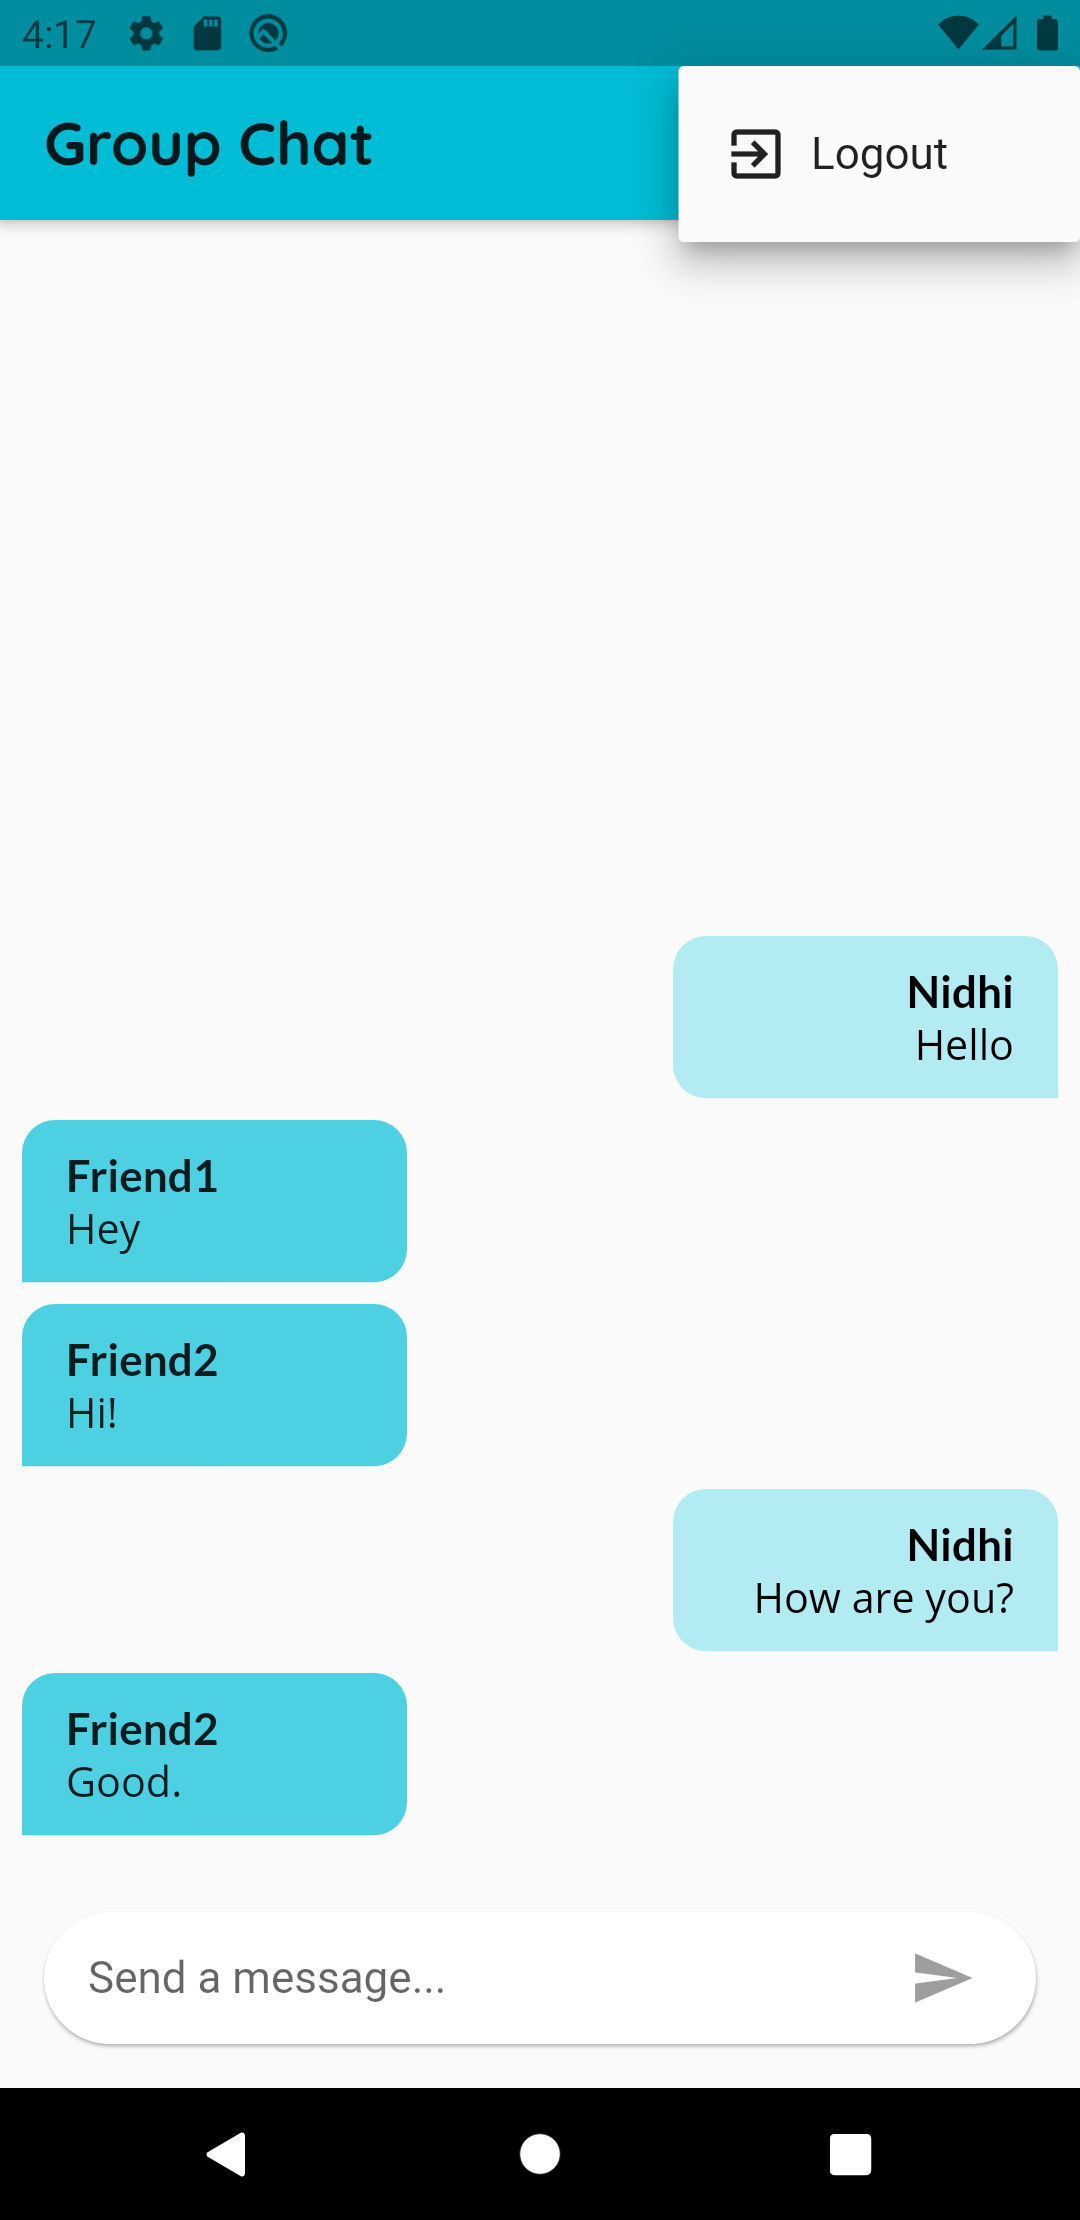 4:17
Group Chat
Logout
Nidhi
Hello
Friend1
Hey
Friend2
Hi!
Nidhi
How are you?
Friend2
Good.
Send a message...